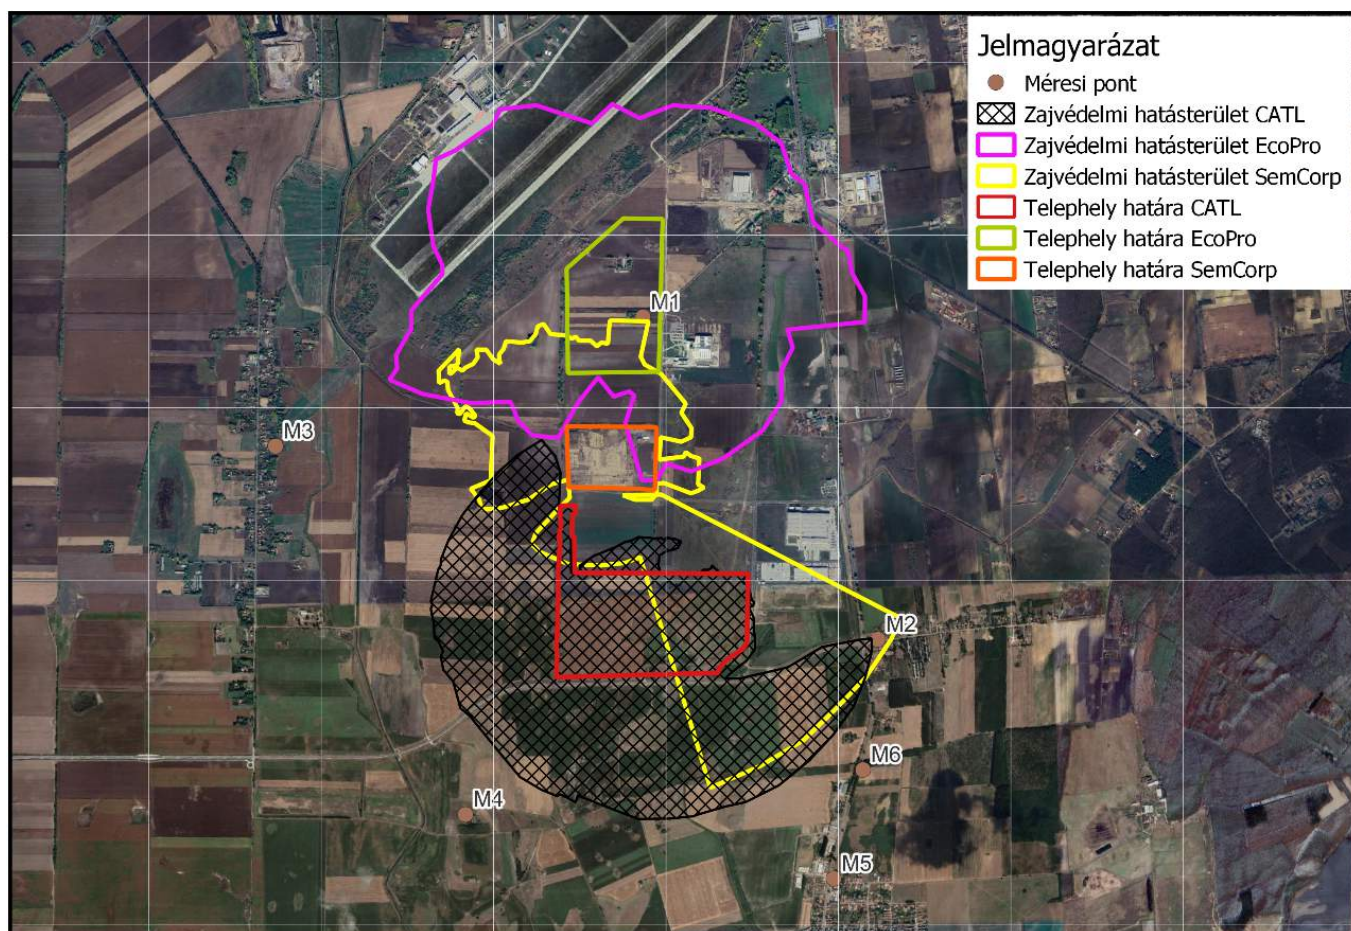 Jelmagyarázat
Méresi pont
Zajvédelmi hatásterület CATL
Zajvédelmi hatásterület EcoPro
Zajvédelmi hatásterület SemCorp
Telephely határa CATL
Telephely határa EcoPro
Telephely határa SemCorp
M1
M3
M2
M6
M4
M5